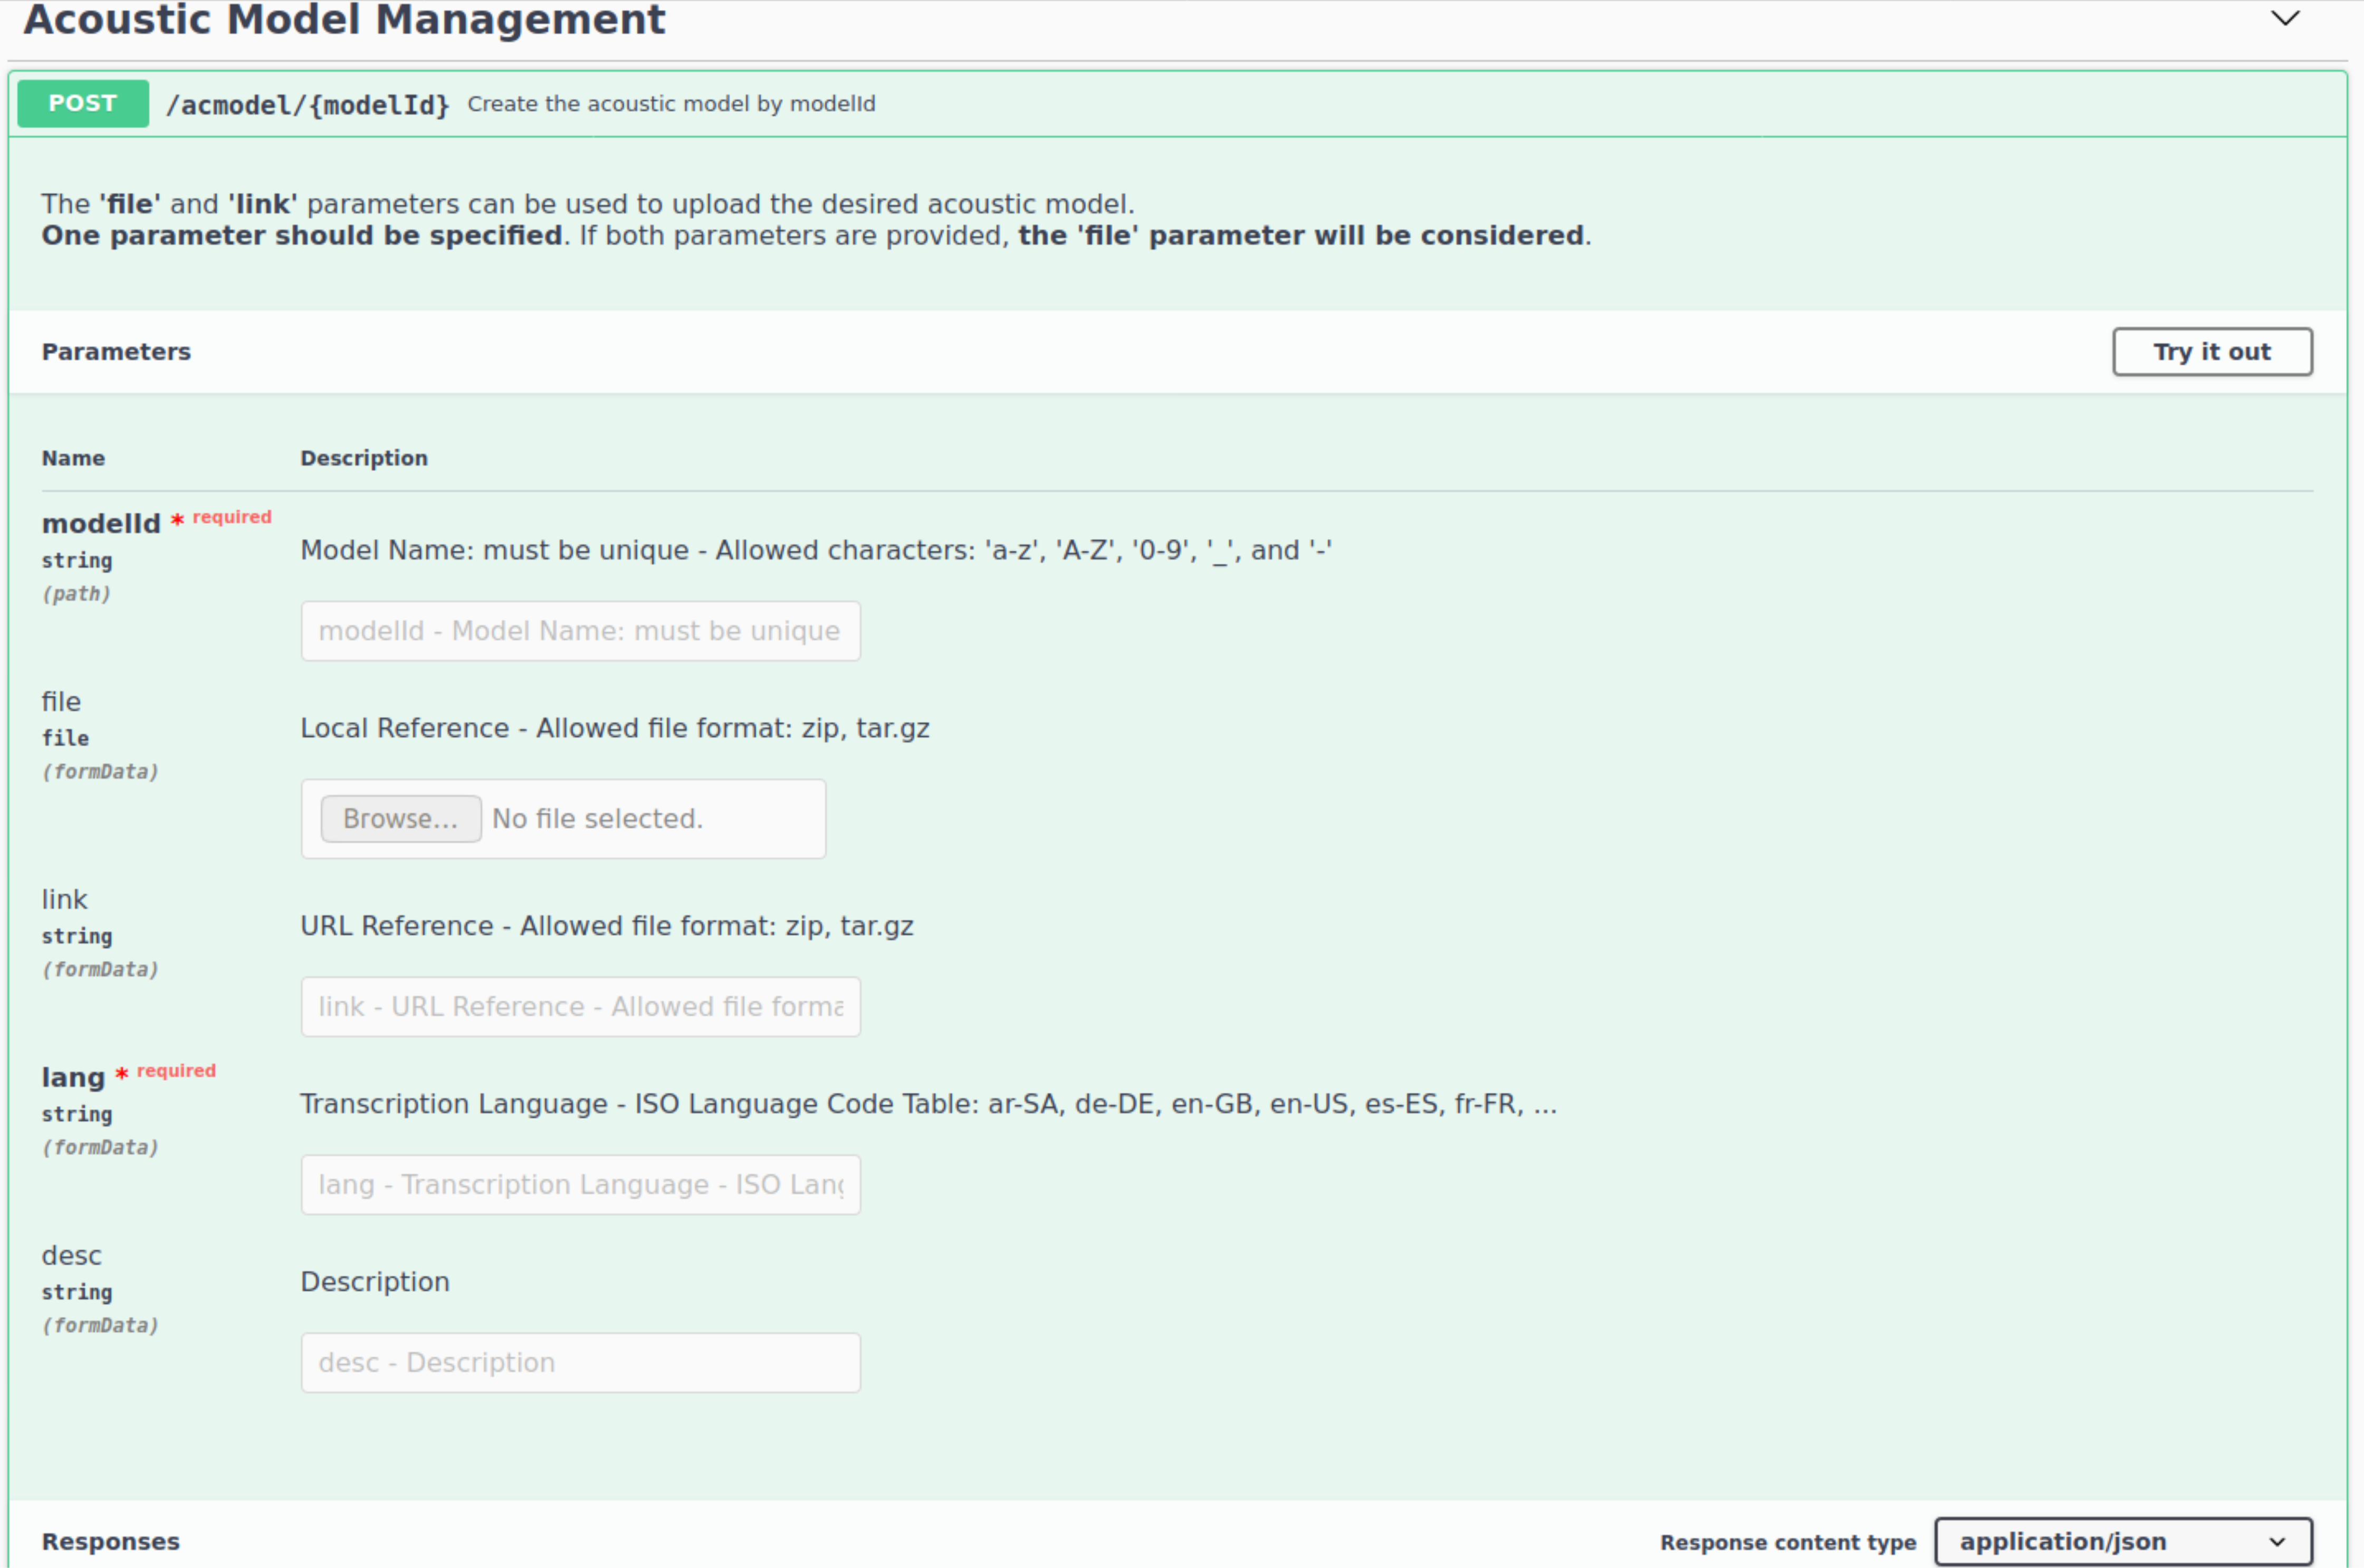 Acoustic Model Management
POST /acmodel/{modelId} Create the acoustic model by modelId
The 'file' and 'link' parameters can be used to upload the desired acoustic model.
One parameter should be specified. If both parameters are provided, the 'file' parameter will be considered.
Parameters Try it out
Name Description
modelId * required
string
(path)
Model Name: must be unique - Allowed characters: 'a-z', 'A-Z', '0-9', '_', and '-'
modelId - Model Name: must be unique
file
file
(formData)
Local Reference - Allowed file format: zip, tar.gz
Browse... No file selected.
link
string
(formData)
URL Reference - Allowed file format: zip, tar.gz
link - URL Reference - Allowed file forma
lang * required
string
(formData)
Transcription Language - ISO Language Code Table: ar-SA, de-DE, en-GB, en-US, es-ES, fr-FR, ...
lang - Transcription Language - ISO Lang
desc
string
(formData)
Description
desc - Description
Responses Response content type application/json